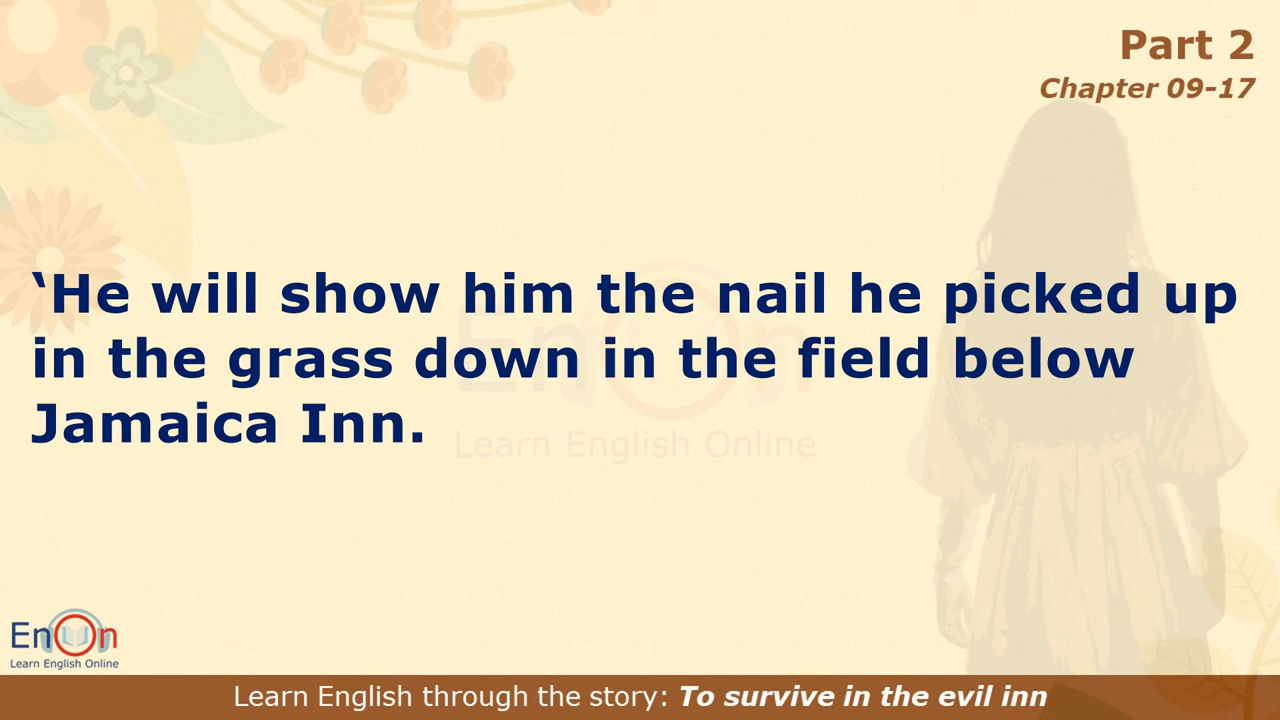 Part 2
Chapter 09-17
‘He will show him the nail he picked up
in the grass down in the field below
Jamaica Inn.
EnOn
Learn English Online
EnOn
Learn English Online
Learn English through the story: To survive in the evil inn